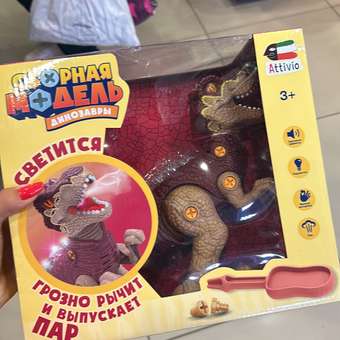 СБОРНАЯ
МОДЕЛЬ
ДИНОЗАВРЫ
Attivio
3+
СВЕТИТСЯ
ГРОЗНО РЫЧИТ
И ВЫПУСКАЕТ
ПАР